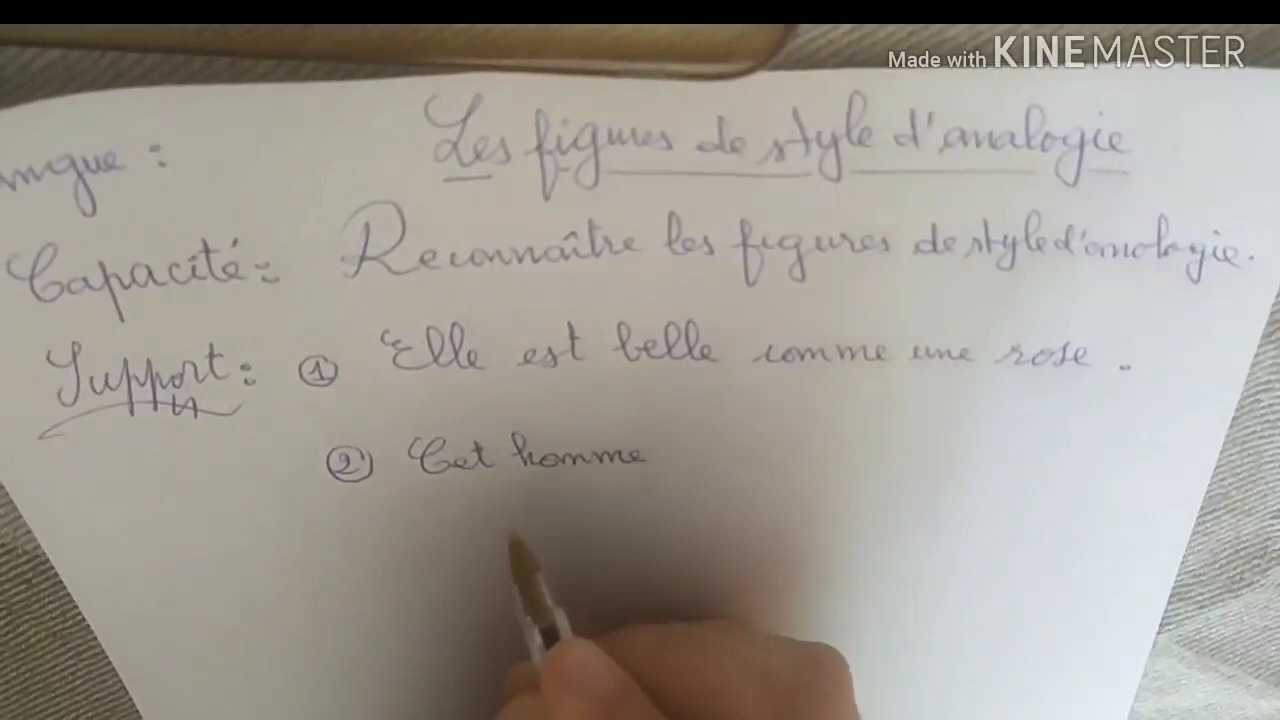 Made with KINEMASTER
Les figures de style d'analogie
angue :
Capacité : Reconnaître les figures de style d'analogie.
Support : ① Elle est belle comme une rose.
② Cet homme